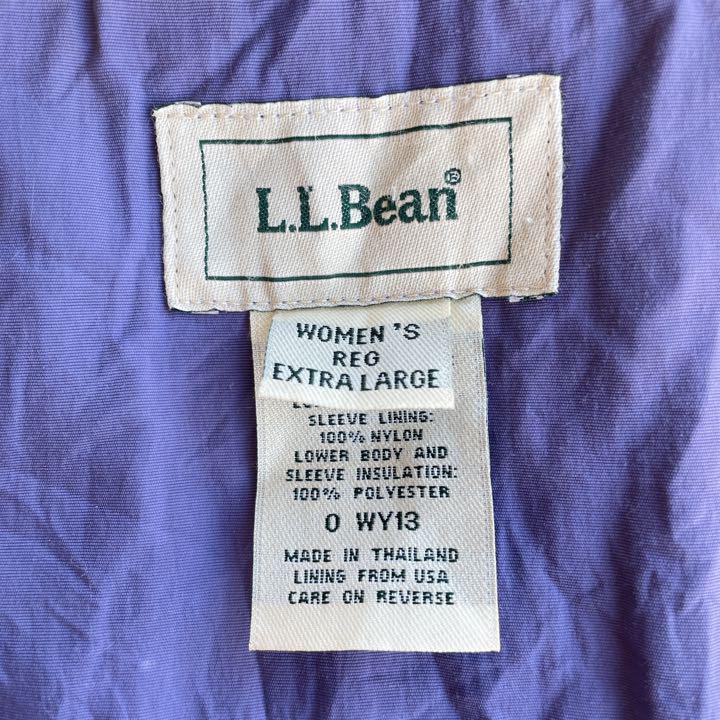 L.L.Bean®
WOMEN'S
REG
EXTRA LARGE
SLEEVE LINING:
100% NYLON
LOWER BODY AND
SLEEVE INSULATION:
100% POLYESTER
0 WY13
MADE IN THAILAND
LINING FROM USA
CARE ON REVERSE